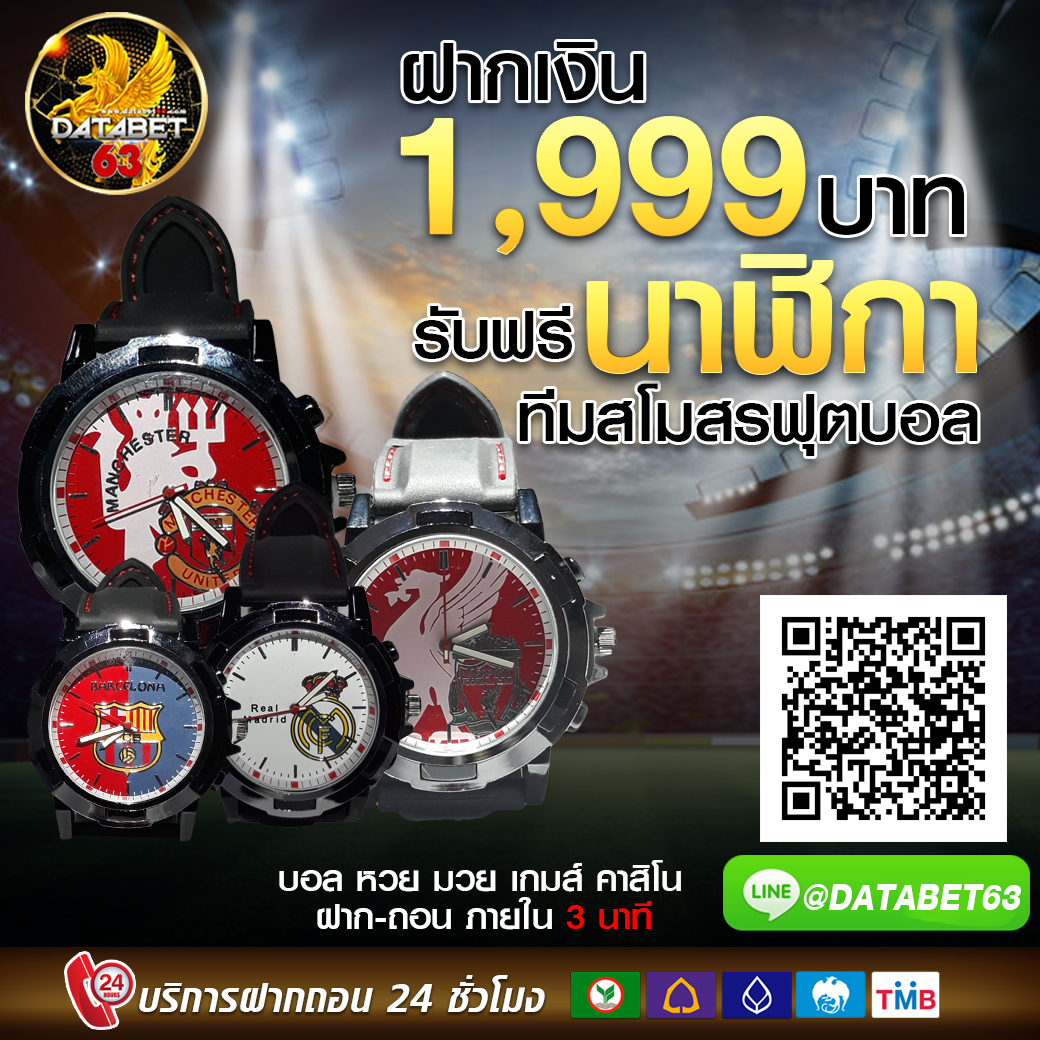 www.databet63.com
DATABET
63
ฝากเงิน
1,999 บาท
รับฟรี นาฬิกา
ทีมสโมสรฟุตบอล
MANCHESTER
MANCHESTER
UNITED
BARCELONA
Real
Madrid
บอล หวย มวย เกมส์ คาสิโน
ฝาก-ถอน ภายใน 3 นาที
LINE @DATABET63
24
HOURS
บริการฝากถอน 24 ชั่วโมง
TMB